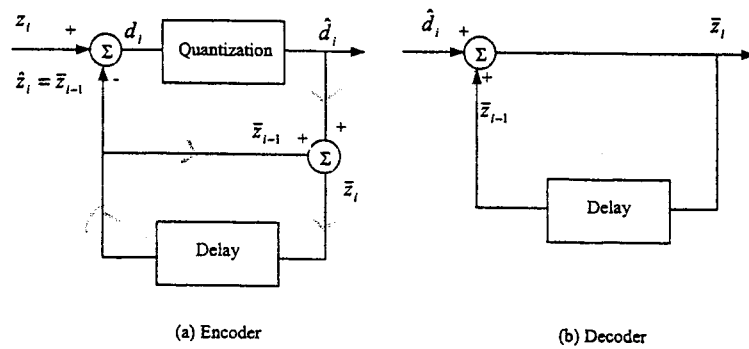 z_i + Σ d_i Quantization d̂_i
ẑ_i = z̄_{i-1} -
z̄_{i-1} + + Σ
z̄_i
Delay
(a) Encoder
d̂_i + Σ z̄_i
+
z̄_{i-1}
Delay
(b) Decoder